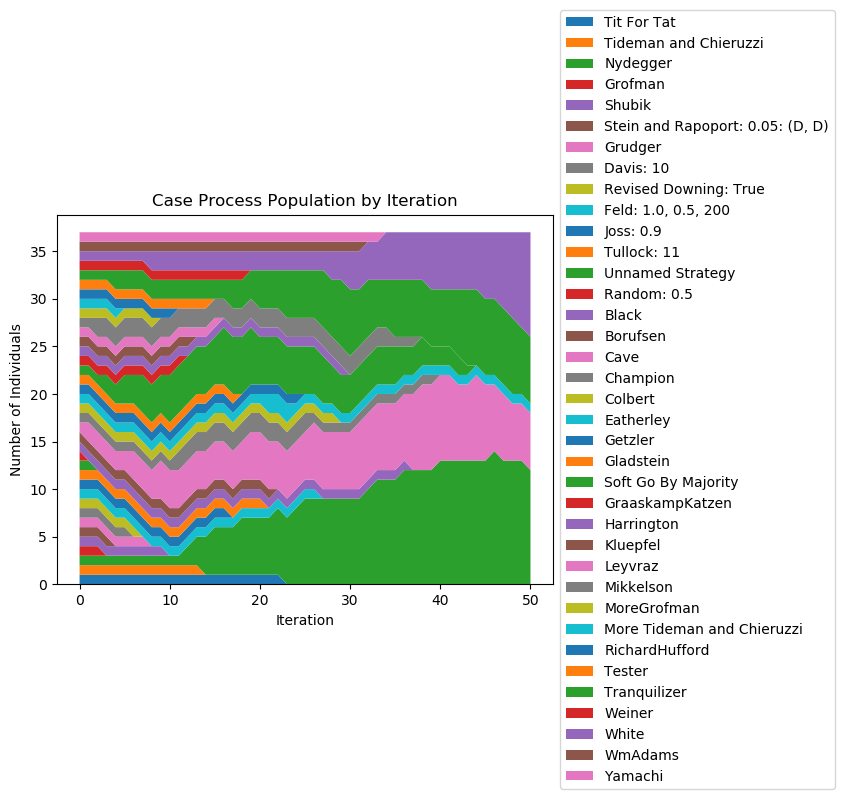 Case Process Population by Iteration
Number of Individuals
35
30
25
20
15
10
5
0
0 10 20 30 40 50
Iteration
Tit For Tat
Tideman and Chieruzzi
Nydegger
Grofman
Shubik
Stein and Rapoport: 0.05: (D, D)
Grudger
Davis: 10
Revised Downing: True
Feld: 1.0, 0.5, 200
Joss: 0.9
Tullock: 11
Unnamed Strategy
Random: 0.5
Black
Borufsen
Cave
Champion
Colbert
Eatherley
Getzler
Gladstein
Soft Go By Majority
GraaskampKatzen
Harrington
Kluepfel
Leyvraz
Mikkelson
MoreGrofman
More Tideman and Chieruzzi
RichardHufford
Tester
Tranquilizer
Weiner
White
WmAdams
Yamachi